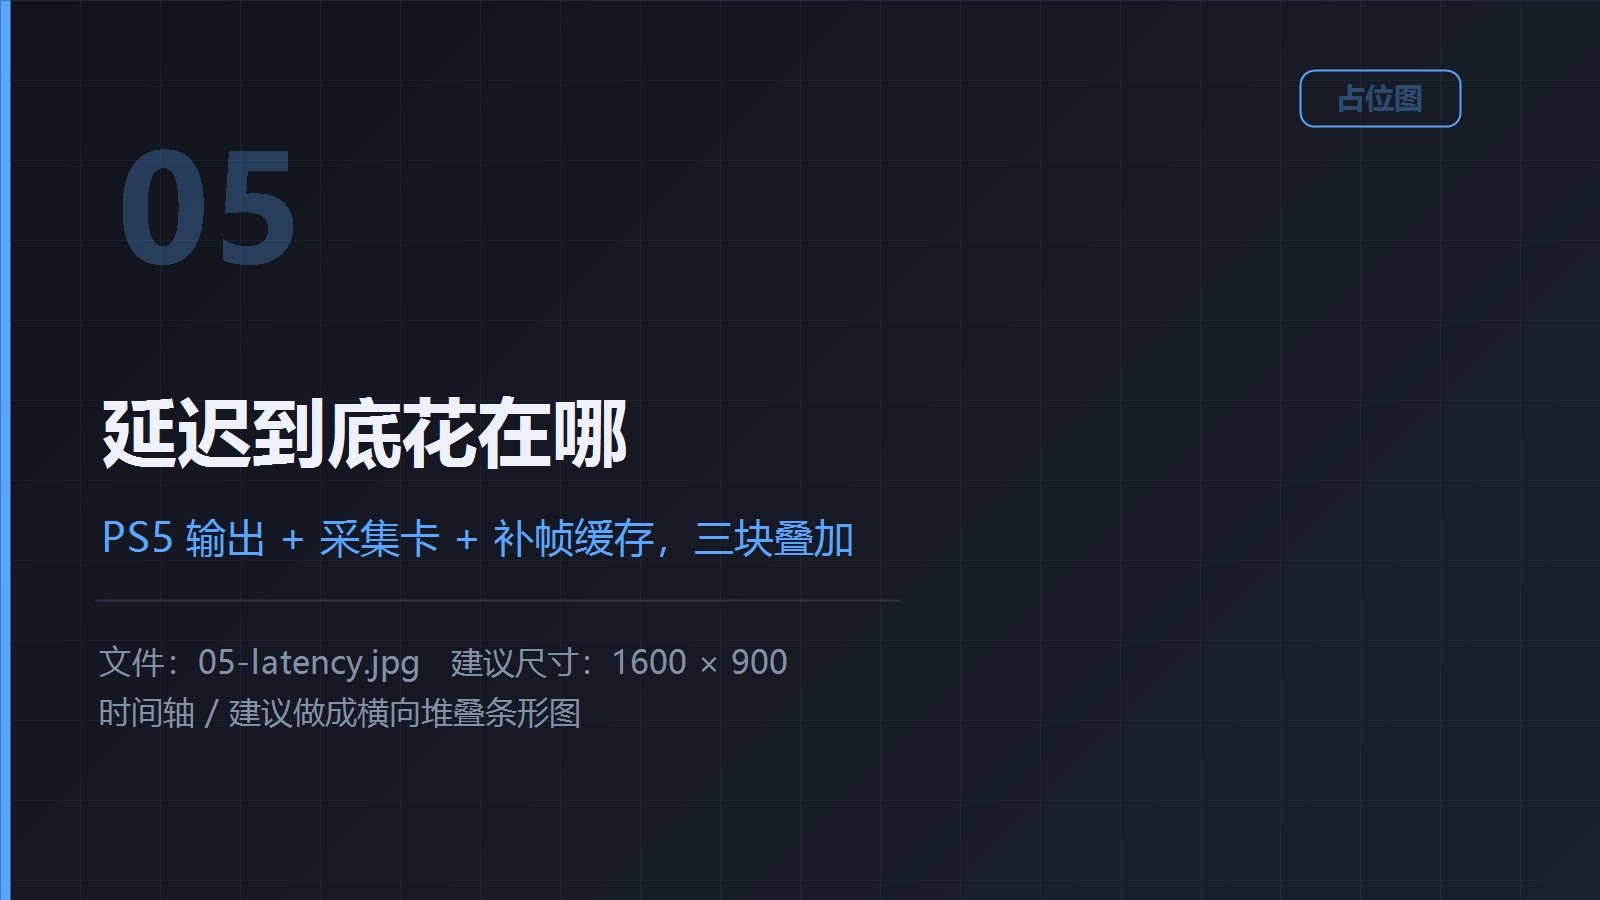 占位图
05
延迟到底花在哪
PS5 输出 + 采集卡 + 补帧缓存，三块叠加
文件：05-latency.jpg 建议尺寸：1600 × 900
时间轴 / 建议做成横向堆叠条形图